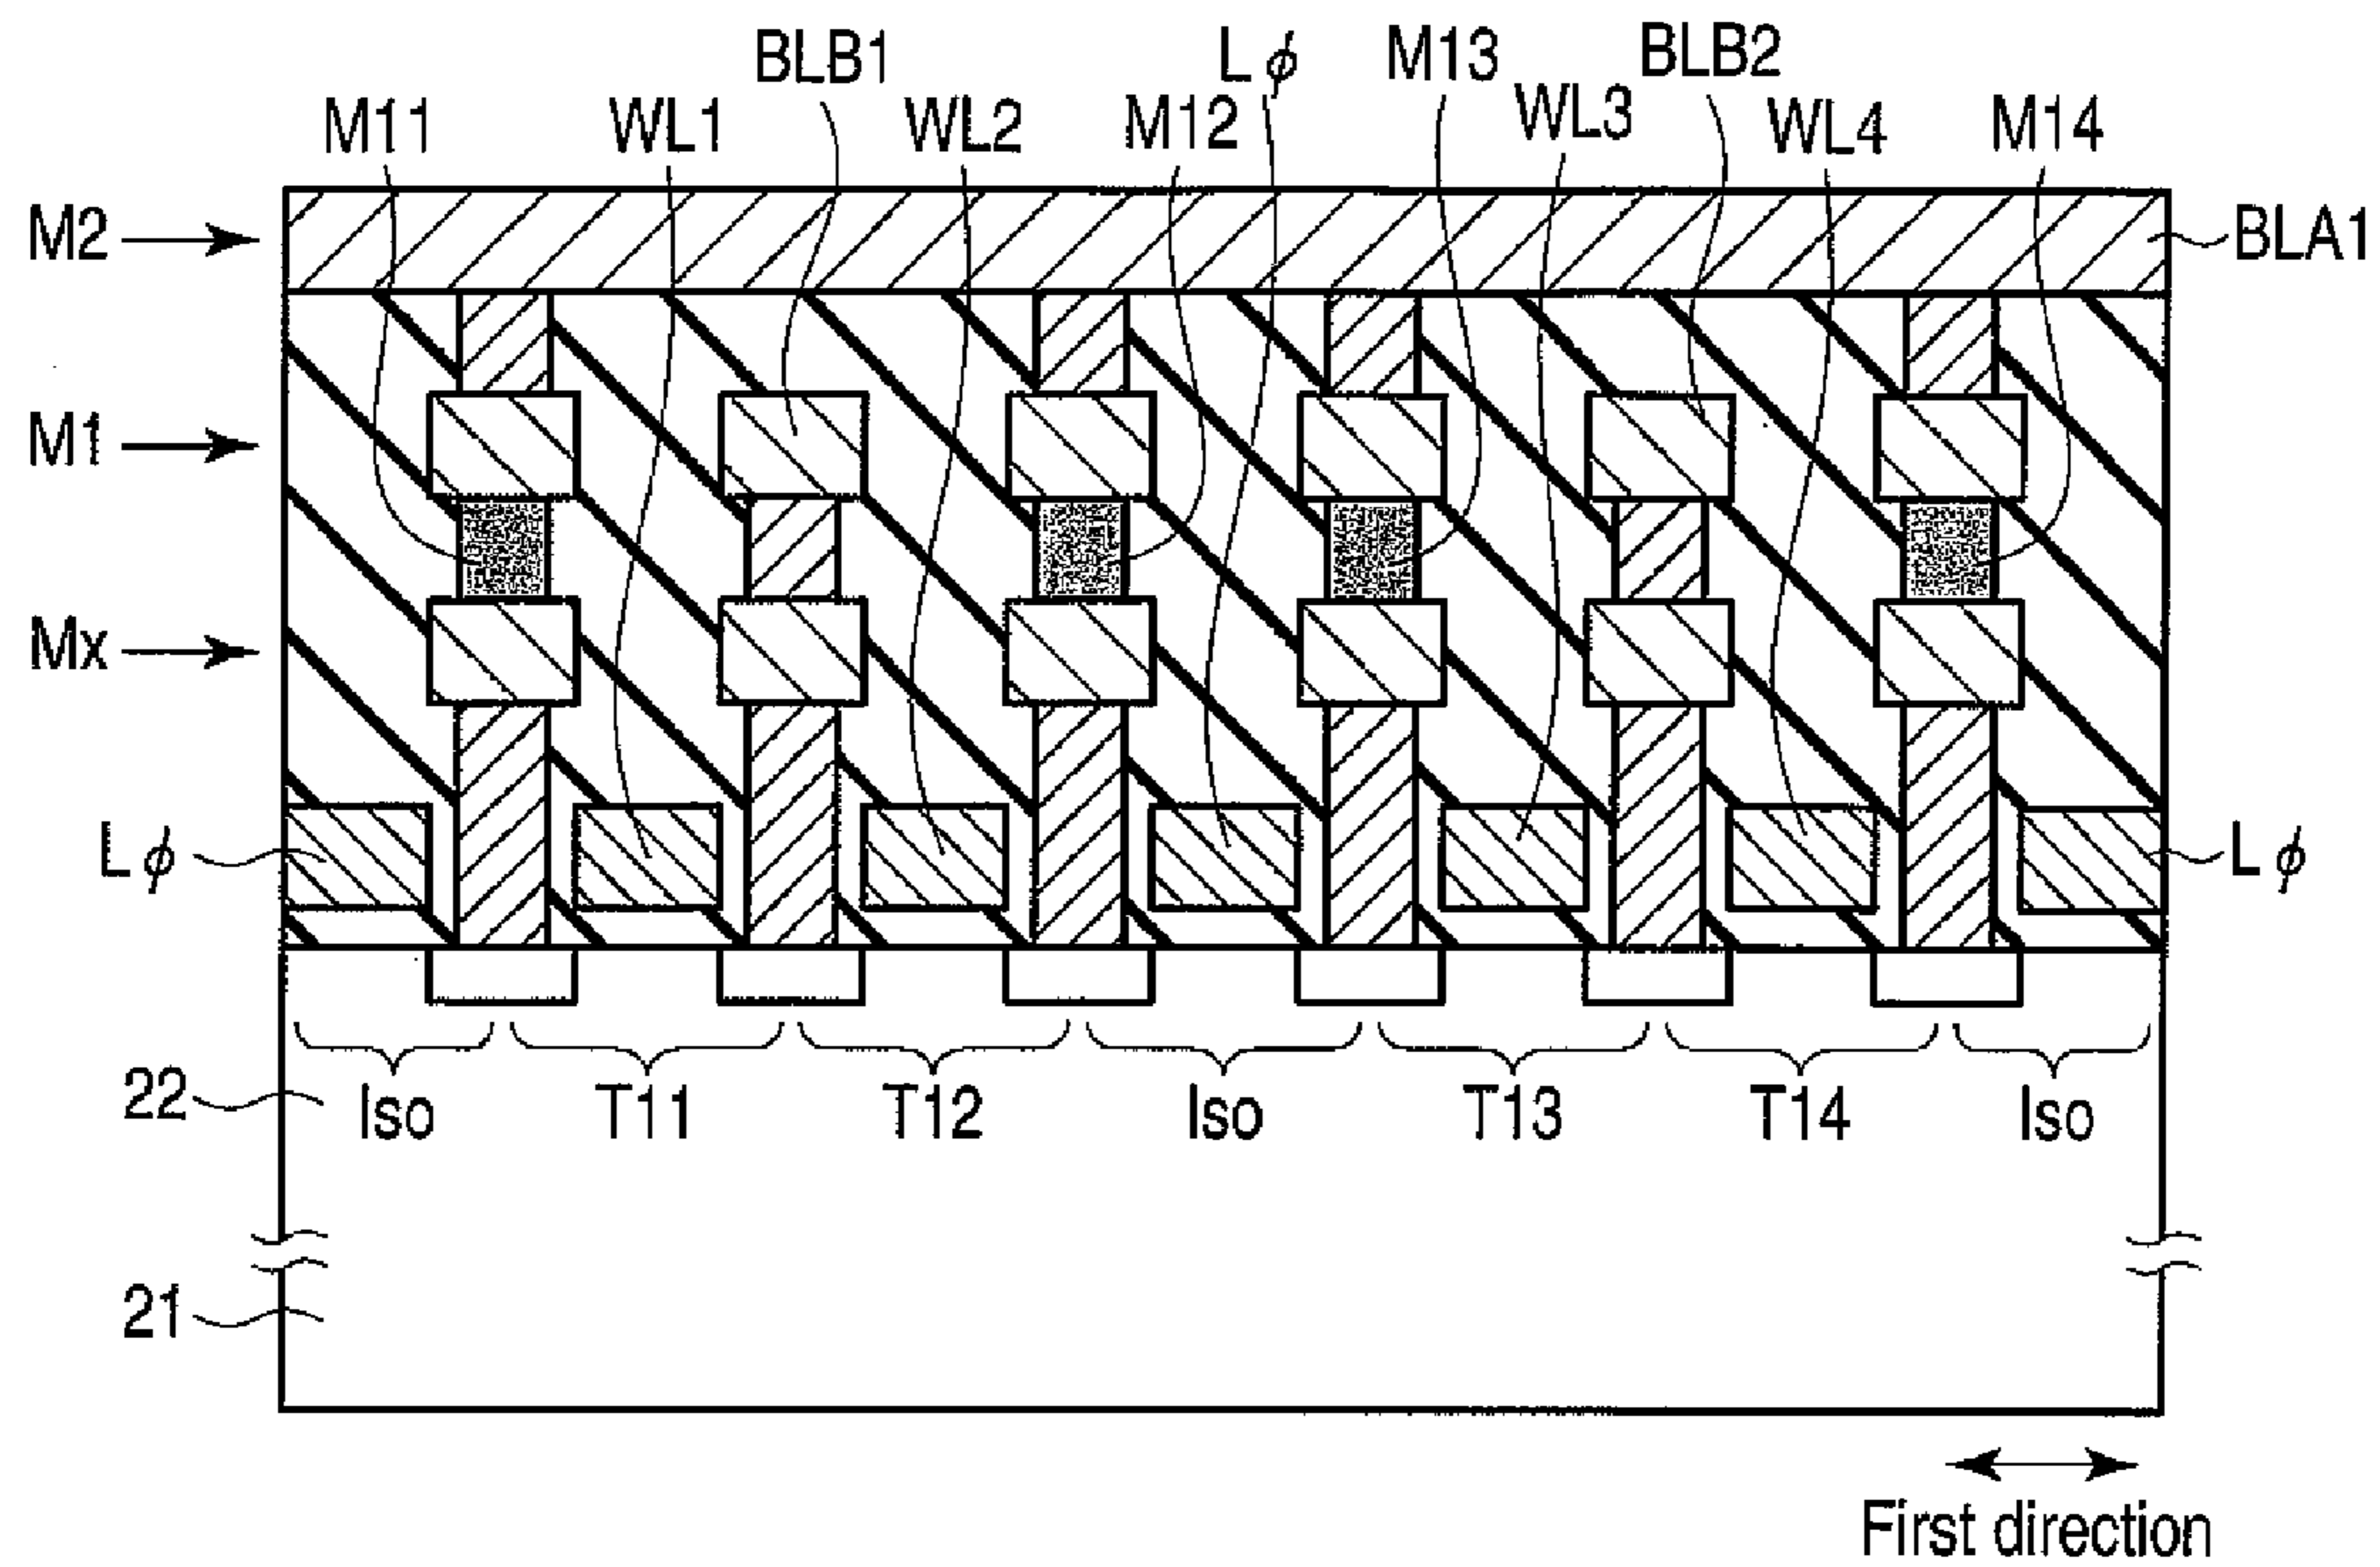 BLB1 Lϕ M13 BLB2
M11 WL1 WL2 M12 WL3 WL4 M14
M2 BLA1
M1
Mx
Lϕ Lϕ
22 Iso T11 T12 Iso T13 T14 Iso
21
First direction